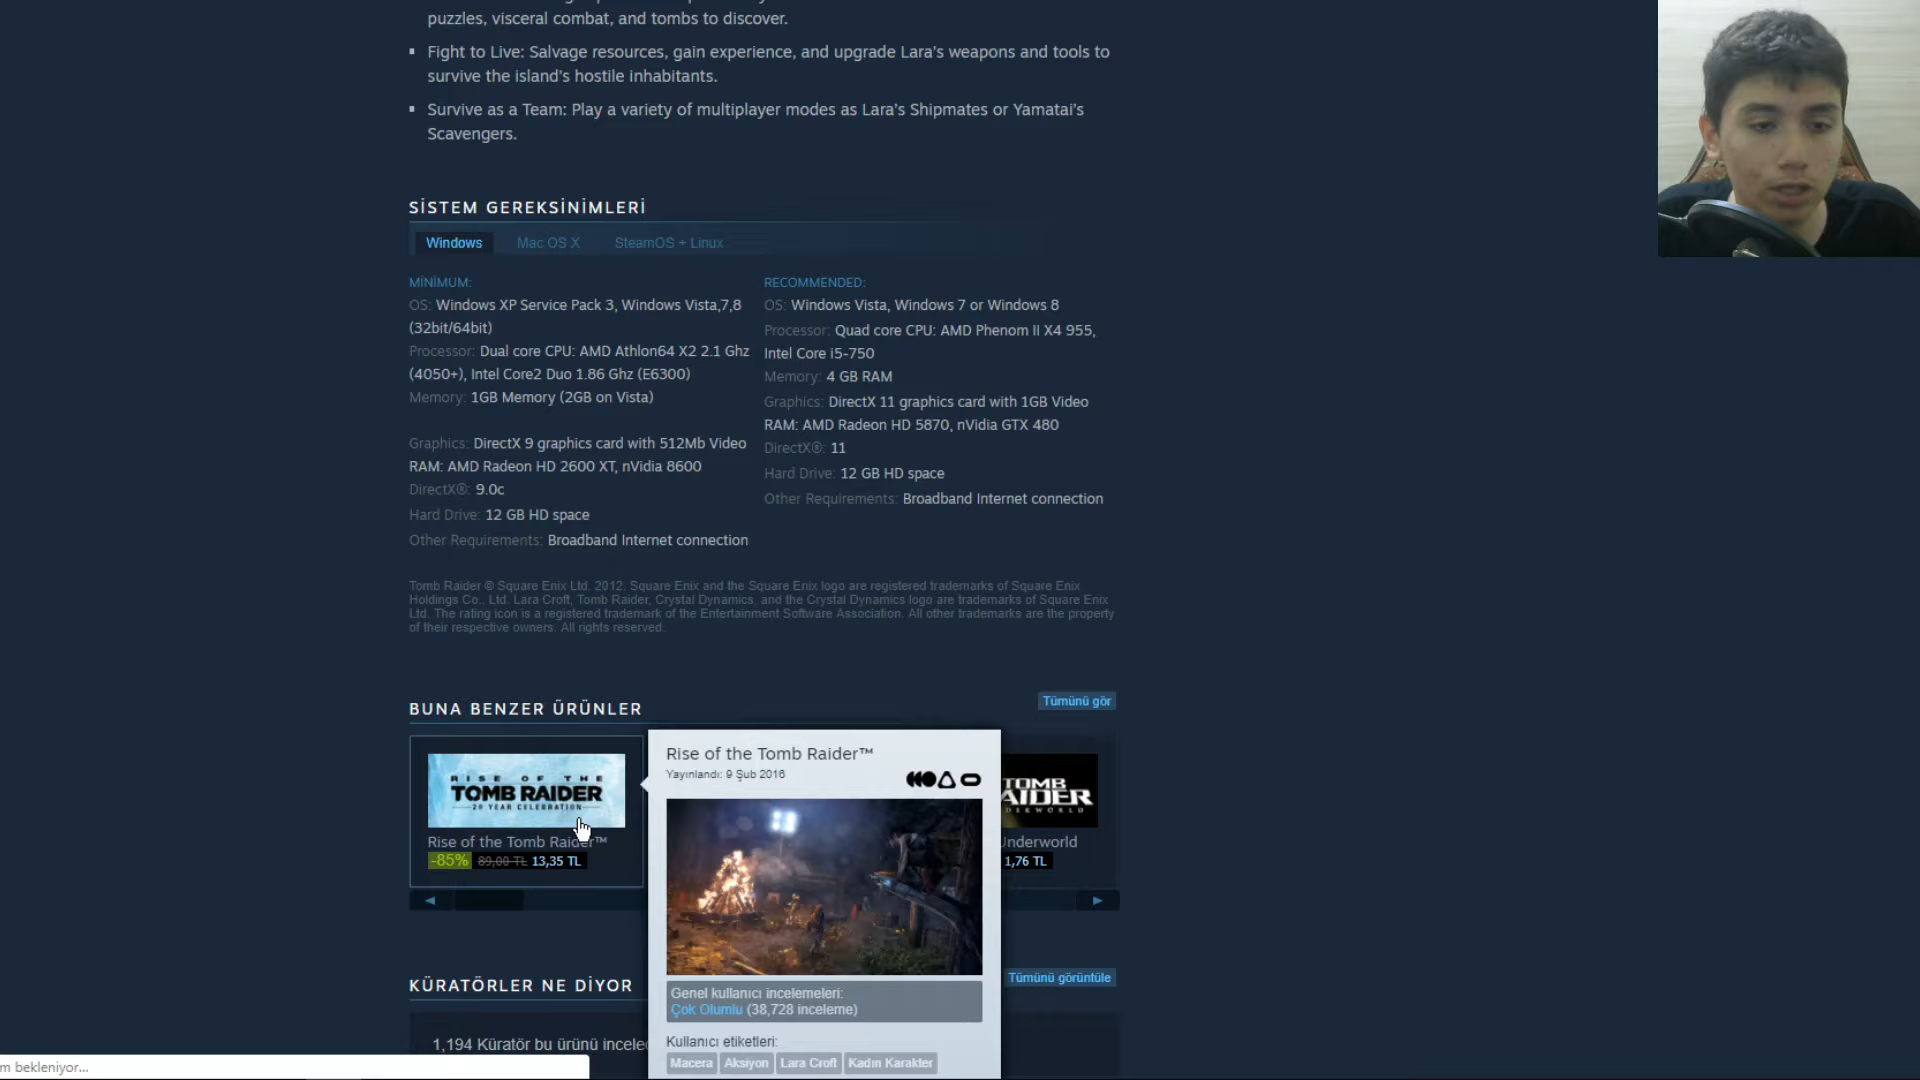 puzzles, visceral combat, and tombs to discover.
Fight to Live: Salvage resources, gain experience, and upgrade Lara's weapons and tools to
survive the island's hostile inhabitants.
Survive as a Team: Play a variety of multiplayer modes as Lara's Shipmates or Yamatai's
Scavengers.
SİSTEM GEREKSİNİMLERİ
Windows Mac OS X SteamOS + Linux
MİNİMUM:
OS: Windows XP Service Pack 3, Windows Vista,7,8
(32bit/64bit)
Processor: Dual core CPU: AMD Athlon64 X2 2.1 Ghz
(4050+), Intel Core2 Duo 1.86 Ghz (E6300)
Memory: 1GB Memory (2GB on Vista)
Graphics: DirectX 9 graphics card with 512Mb Video
RAM: AMD Radeon HD 2600 XT, nVidia 8600
DirectX®: 9.0c
Hard Drive: 12 GB HD space
Other Requirements: Broadband Internet connection
RECOMMENDED:
OS: Windows Vista, Windows 7 or Windows 8
Processor: Quad core CPU: AMD Phenom II X4 955,
Intel Core i5-750
Memory: 4 GB RAM
Graphics: DirectX 11 graphics card with 1GB Video
RAM: AMD Radeon HD 5870, nVidia GTX 480
DirectX®: 11
Hard Drive: 12 GB HD space
Other Requirements: Broadband Internet connection
Tomb Raider © Square Enix Ltd. 2012. Square Enix and the Square Enix logo are registered trademarks of Square Enix
Holdings Co., Ltd. Lara Croft, Tomb Raider, Crystal Dynamics, and the Crystal Dynamics logo are trademarks of Square Enix
Ltd. The rating icon is a registered trademark of the Entertainment Software Association. All other trademarks are the property
of their respective owners. All rights reserved.
BUNA BENZER ÜRÜNLER
Tümünü gör
RISE OF THE
TOMB RAIDER
20 YEAR CELEBRATION
Rise of the Tomb Raider™
-85% 89,00 TL 13,35 TL
Rise of the Tomb Raider™
Yayınlandı: 9 Şub 2016
Genel kullanıcı incelemeleri:
Çok Olumlu (38,728 inceleme)
Kullanıcı etiketleri:
Macera Aksiyon Lara Croft Kadın Karakter
TOMB
AIDER
DERWORLD
Underworld
1,76 TL
KÜRATÖRLER NE DİYOR
Tümünü görüntüle
1,194 Küratör bu ürünü incele
m bekleniyor...